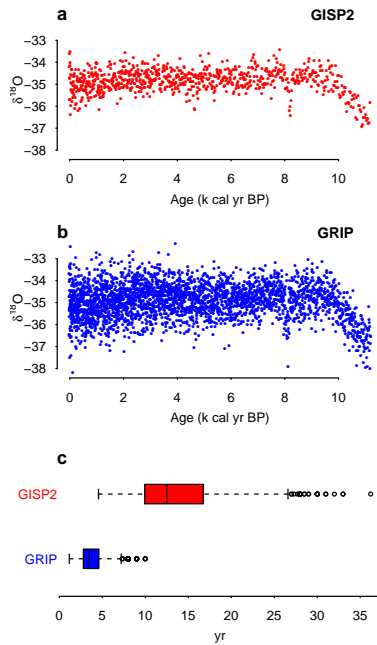 a GISP2
−33
−34
−35
−36
−37
−38
δ¹⁸O
0 2 4 6 8 10
Age (k cal yr BP)
b GRIP
−33
−34
−35
−36
−37
−38
δ¹⁸O
0 2 4 6 8 10
Age (k cal yr BP)
c
GISP2
GRIP
0 5 10 15 20 25 30 35
yr